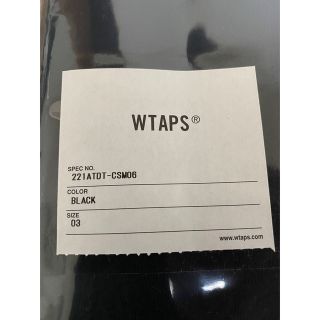 WTAPS®
SPEC NO.
221ATDT-CSM06
COLOR
BLACK
SIZE
03
www.wtaps.com